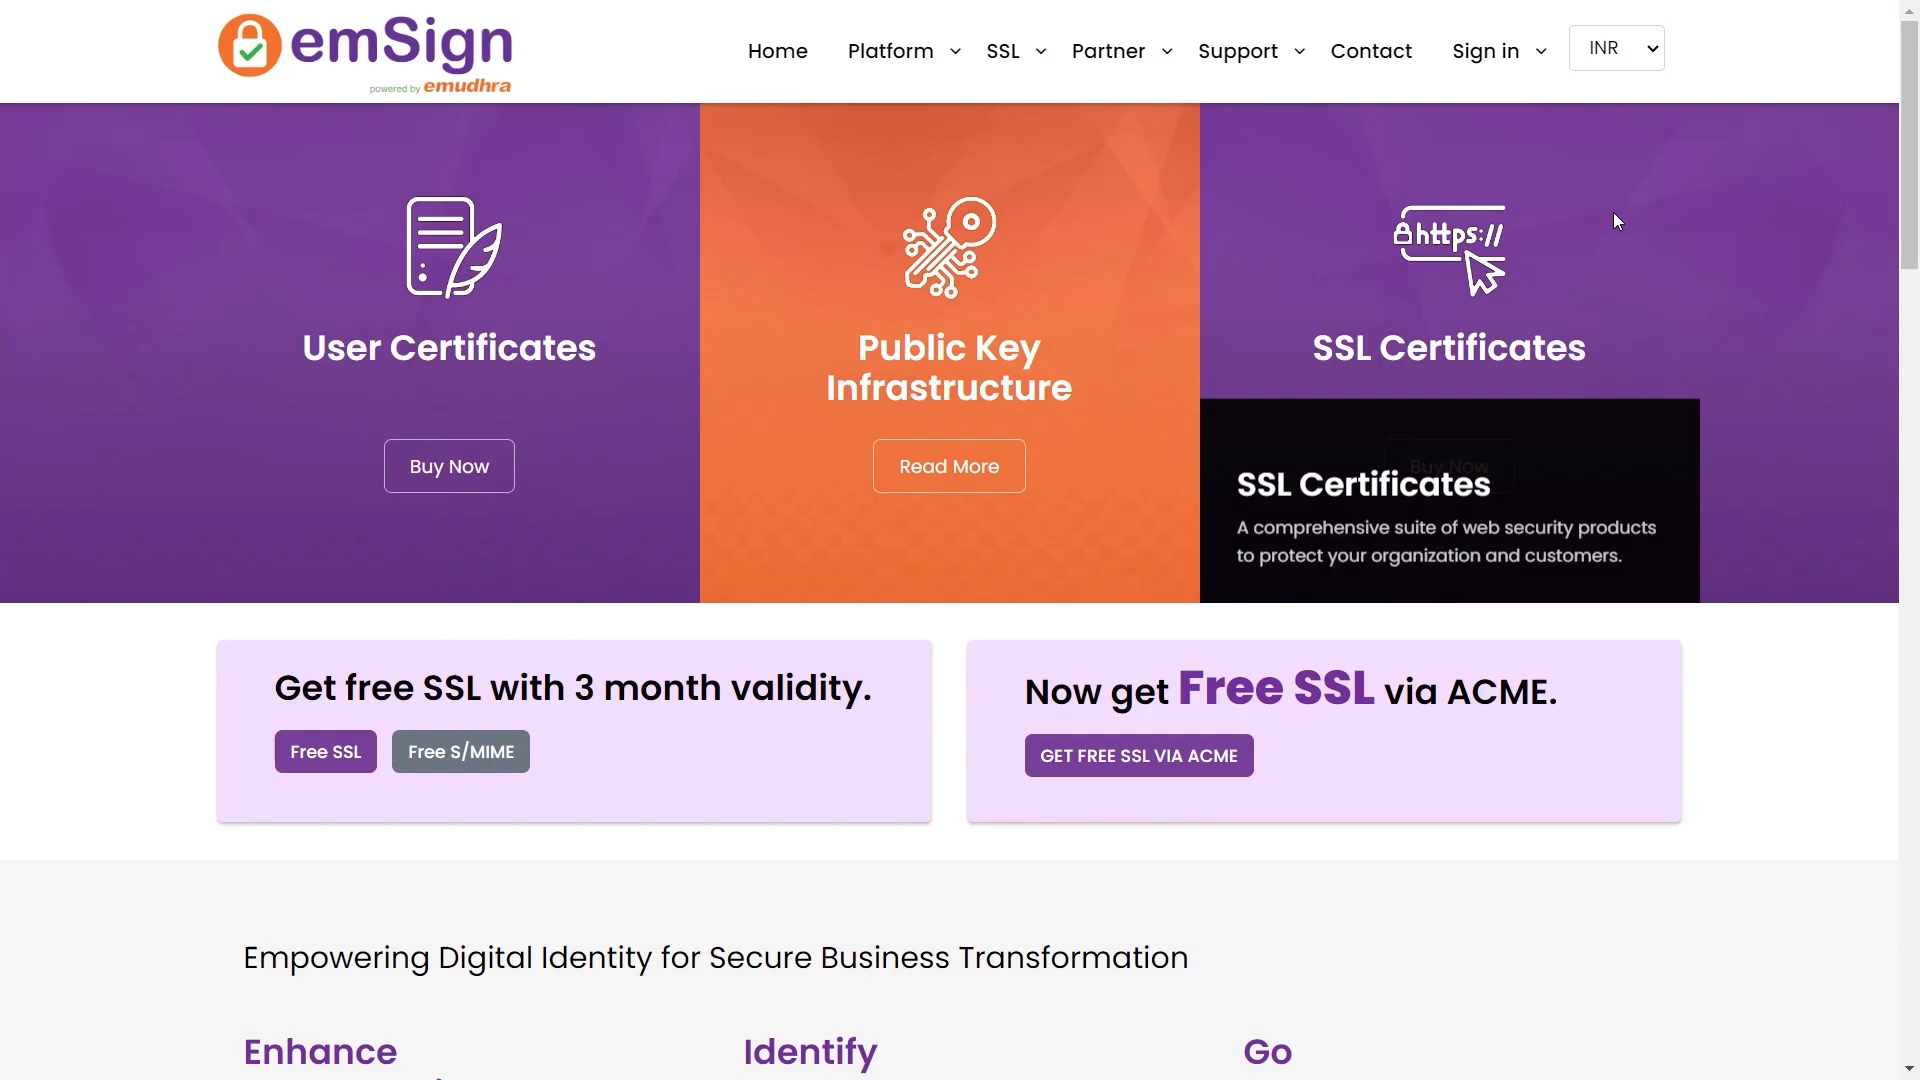 emSign
powered by emudhra
Home Platform SSL Partner Support Contact Sign in INR
https://
User Certificates
Public Key
Infrastructure
SSL Certificates
Buy Now
Read More
Buy Now
SSL Certificates
A comprehensive suite of web security products
to protect your organization and customers.
Get free SSL with 3 month validity.
Free SSL Free S/MIME
Now get Free SSL via ACME.
GET FREE SSL VIA ACME
Empowering Digital Identity for Secure Business Transformation
Enhance
Identify
Go